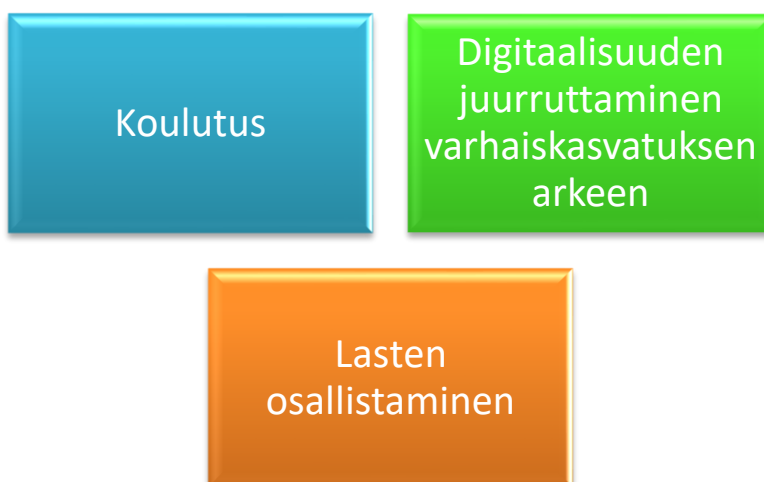 Koulutus
Digitaalisuuden
juurruttaminen
varhaiskasvatuksen
arkeen
Lasten
osallistaminen